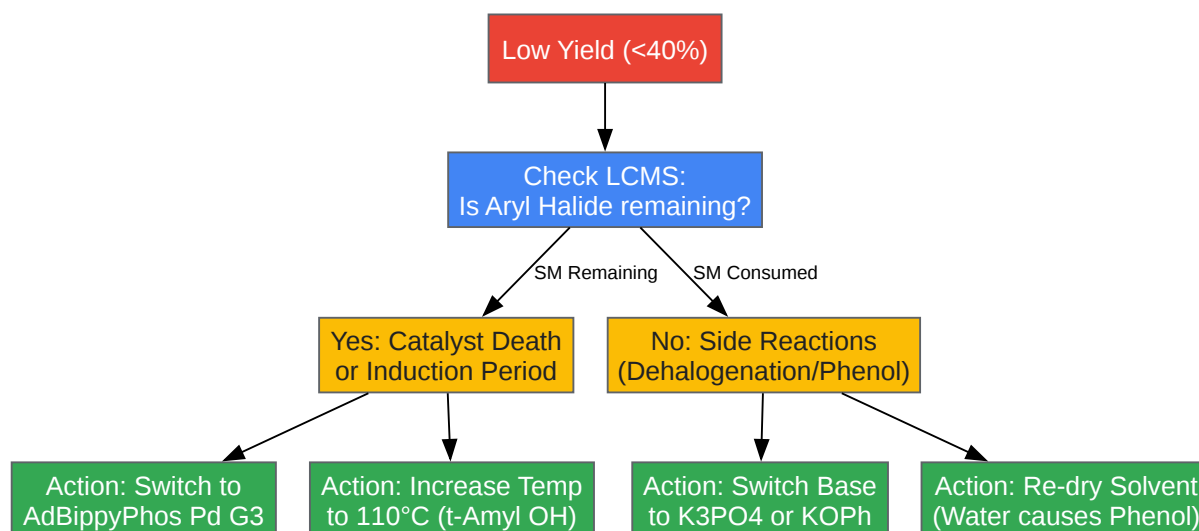 Low Yield (<40%)
Check LCMS:
Is Aryl Halide remaining?
SM Remaining
SM Consumed
Yes: Catalyst Death
or Induction Period
No: Side Reactions
(Dehalogenation/Phenol)
Action: Switch to
AdBippyPhos Pd G3
Action: Increase Temp
to 110°C (t-Amyl OH)
Action: Switch Base
to K3PO4 or KOPh
Action: Re-dry Solvent
(Water causes Phenol)